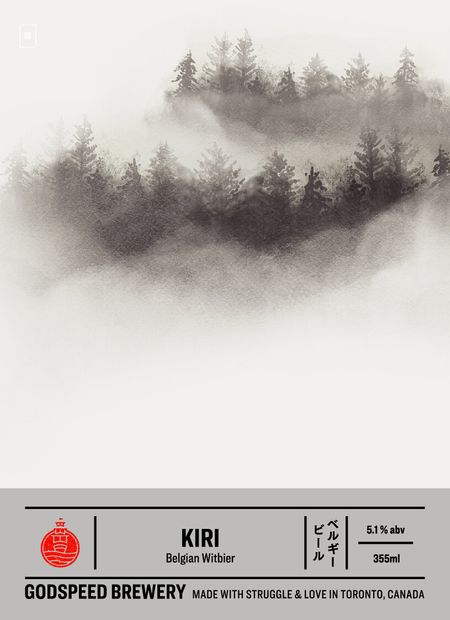 KIRI
Belgian Witbier
ベルギー
ビール
5.1 % abv
355ml
GODSPEED BREWERY MADE WITH STRUGGLE & LOVE IN TORONTO, CANADA